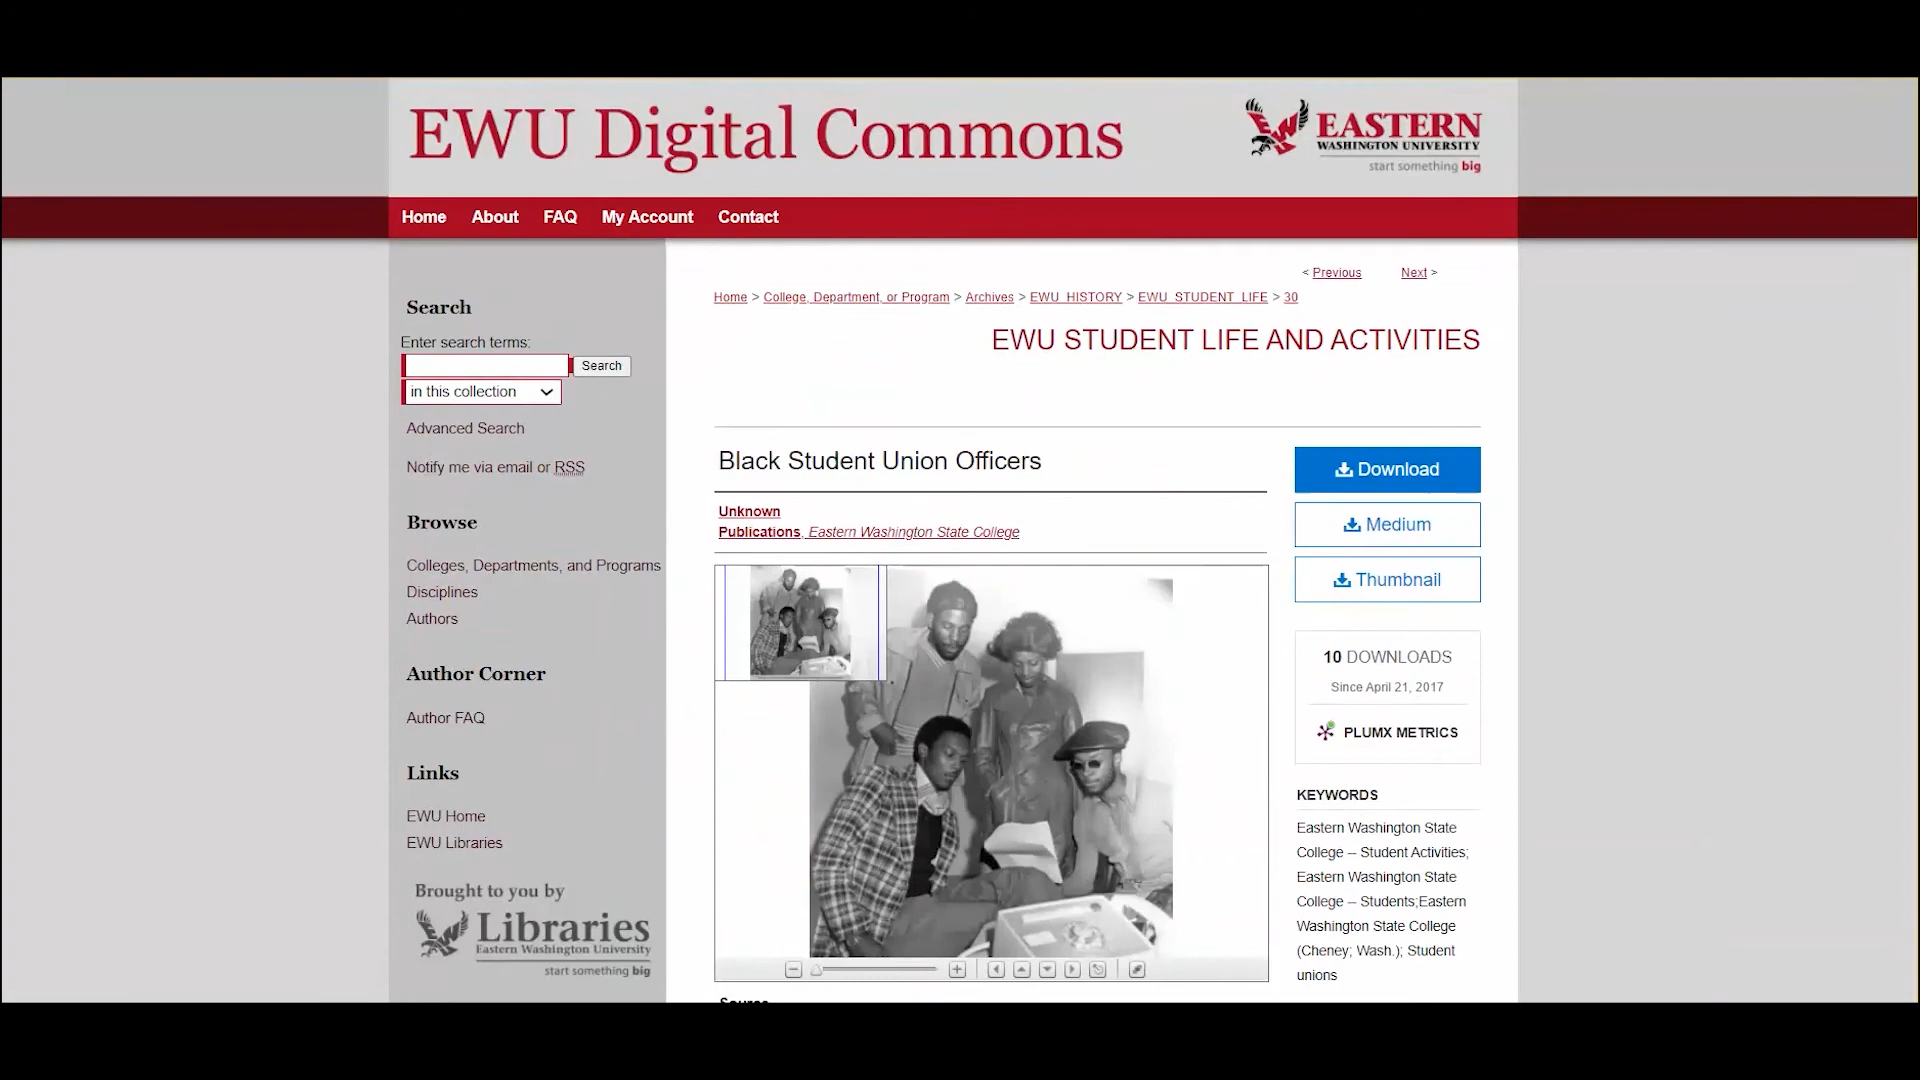 EWU Digital Commons
EASTERN
WASHINGTON UNIVERSITY
start something big
Home About FAQ My Account Contact
< Previous Next >
Home > College, Department, or Program > Archives > EWU_HISTORY > EWU_STUDENT_LIFE > 30
EWU STUDENT LIFE AND ACTIVITIES
Search
Enter search terms:
Search
in this collection
Advanced Search
Notify me via email or RSS
Browse
Colleges, Departments, and Programs
Disciplines
Authors
Author Corner
Author FAQ
Links
EWU Home
EWU Libraries
Brought to you by
Libraries
Eastern Washington University
start something big
Black Student Union Officers
Unknown
Publications, Eastern Washington State College
Download
Medium
Thumbnail
10 DOWNLOADS
Since April 21, 2017
PLUMX METRICS
KEYWORDS
Eastern Washington State
College -- Student Activities;
Eastern Washington State
College -- Students;Eastern
Washington State College
(Cheney; Wash.); Student
unions
Source